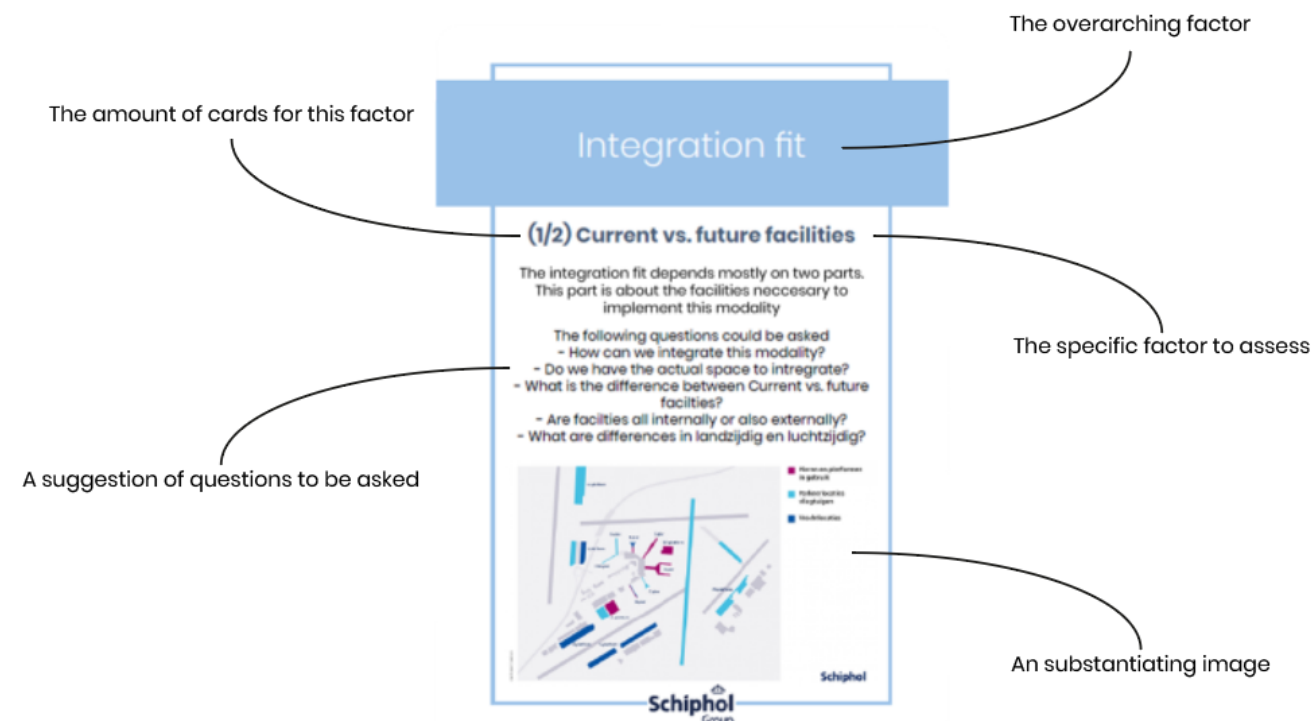 The overarching factor
The amount of cards for this factor
Integration fit
(1/2) Current vs. future facilities
The integration fit depends mostly on two parts.
This part is about the facilities neccesary to
implement this modality
The following questions could be asked
- How can we integrate this modality?
- Do we have the actual space to intregrate?
- What is the difference between Current vs. future
facilties?
- Are facilties all internally or also externally?
- What are differences in landzijdig en luchtzijdig?
The specific factor to assess
A suggestion of questions to be asked
An substantiating image
Schiphol
Schiphol
Group